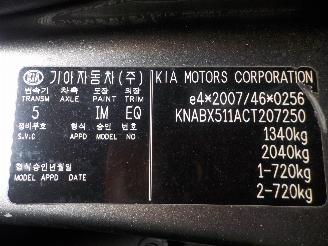 KIA 기아자동차(주) KIA MOTORS CORPORATION
변속기 차축 도장 의장
TRANSM AXLE PAINT TRIM
e4*2007/46*0256
5 IM EQ
KNABX511ACT207250
정비부호 형식 승인 번호
S.V.C APPD MODEL NO
1340kg
2040kg
형식승인년월일
1-720kg
MODEL APPD DATE
2-720kg